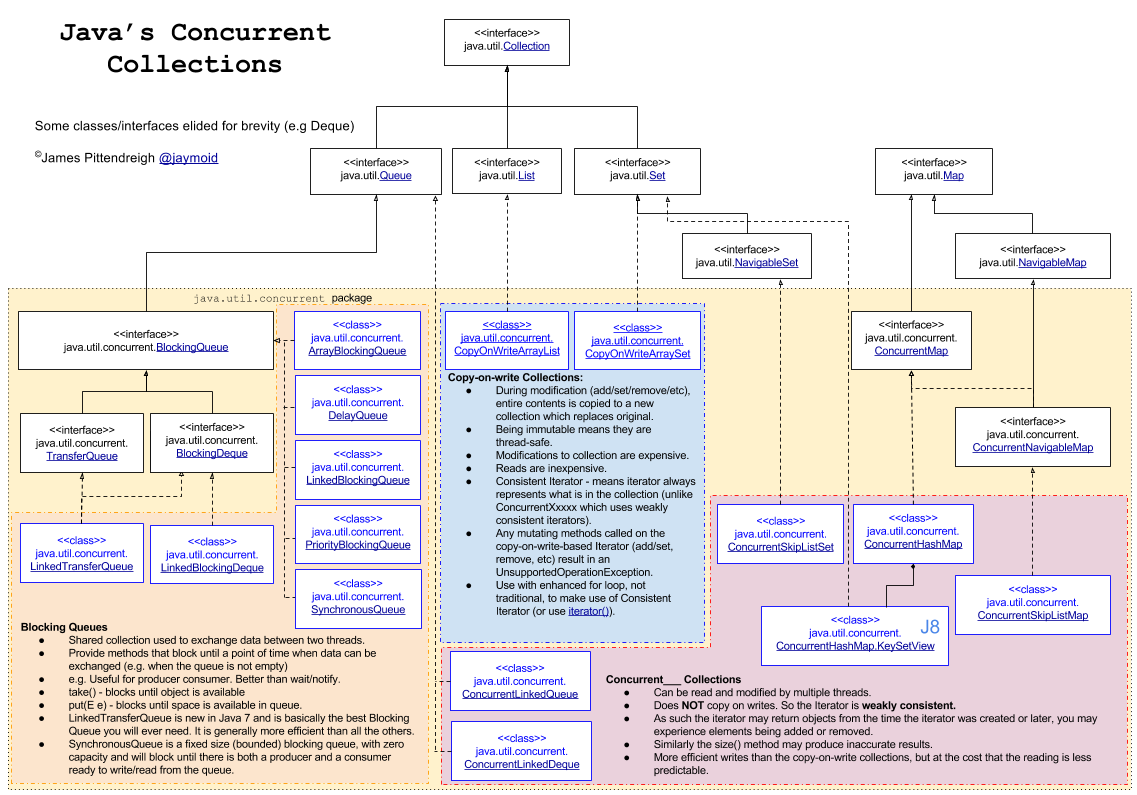 Java's Concurrent
Collections
Some classes/interfaces elided for brevity (e.g Deque)
©James Pittendreigh @jaymoid
<<interface>>
java.util.Collection
<<interface>>
java.util.Queue
<<interface>>
java.util.List
<<interface>>
java.util.Set
<<interface>>
java.util.Map
<<interface>>
java.util.NavigableSet
<<interface>>
java.util.NavigableMap
java.util.concurrent package
<<interface>>
java.util.concurrent.BlockingQueue
<<interface>>
java.util.concurrent.
TransferQueue
<<interface>>
java.util.concurrent.
BlockingDeque
<<class>>
java.util.concurrent.
LinkedTransferQueue
<<class>>
java.util.concurrent.
LinkedBlockingDeque
<<class>>
java.util.concurrent.
ArrayBlockingQueue
<<class>>
java.util.concurrent.
DelayQueue
<<class>>
java.util.concurrent.
LinkedBlockingQueue
<<class>>
java.util.concurrent.
PriorityBlockingQueue
<<class>>
java.util.concurrent.
SynchronousQueue
Blocking Queues
● Shared collection used to exchange data between two threads.
● Provide methods that block until a point of time when data can be
exchanged (e.g. when the queue is not empty)
● e.g. Useful for producer consumer. Better than wait/notify.
● take() - blocks until object is available
● put(E e) - blocks until space is available in queue.
● LinkedTransferQueue is new in Java 7 and is basically the best Blocking
Queue you will ever need. It is generally more efficient than all the others.
● SynchronousQueue is a fixed size (bounded) blocking queue, with zero
capacity and will block until there is both a producer and a consumer
ready to write/read from the queue.
<<class>>
java.util.concurrent.
CopyOnWriteArrayList
<<class>>
java.util.concurrent.
CopyOnWriteArraySet
Copy-on-write Collections:
● During modification (add/set/remove/etc),
entire contents is copied to a new
collection which replaces original.
● Being immutable means they are
thread-safe.
● Modifications to collection are expensive.
● Reads are inexpensive.
● Consistent Iterator - means iterator always
represents what is in the collection (unlike
ConcurrentXxxxx which uses weakly
consistent iterators).
● Any mutating methods called on the
copy-on-write-based Iterator (add/set,
remove, etc) result in an
UnsupportedOperationException.
● Use with enhanced for loop, not
traditional, to make use of Consistent
Iterator (or use iterator()).
<<interface>>
java.util.concurrent.
ConcurrentMap
<<interface>>
java.util.concurrent.
ConcurrentNavigableMap
<<class>>
java.util.concurrent.
ConcurrentSkipListSet
<<class>>
java.util.concurrent.
ConcurrentHashMap
<<class>>
java.util.concurrent.
ConcurrentSkipListMap
<<class>> J8
java.util.concurrent.
ConcurrentHashMap.KeySetView
<<class>>
java.util.concurrent.
ConcurrentLinkedQueue
<<class>>
java.util.concurrent.
ConcurrentLinkedDeque
Concurrent___ Collections
● Can be read and modified by multiple threads.
● Does NOT copy on writes. So the Iterator is weakly consistent.
● As such the iterator may return objects from the time the iterator was created or later, you may
experience elements being added or removed.
● Similarly the size() method may produce inaccurate results.
● More efficient writes than the copy-on-write collections, but at the cost that the reading is less
predictable.